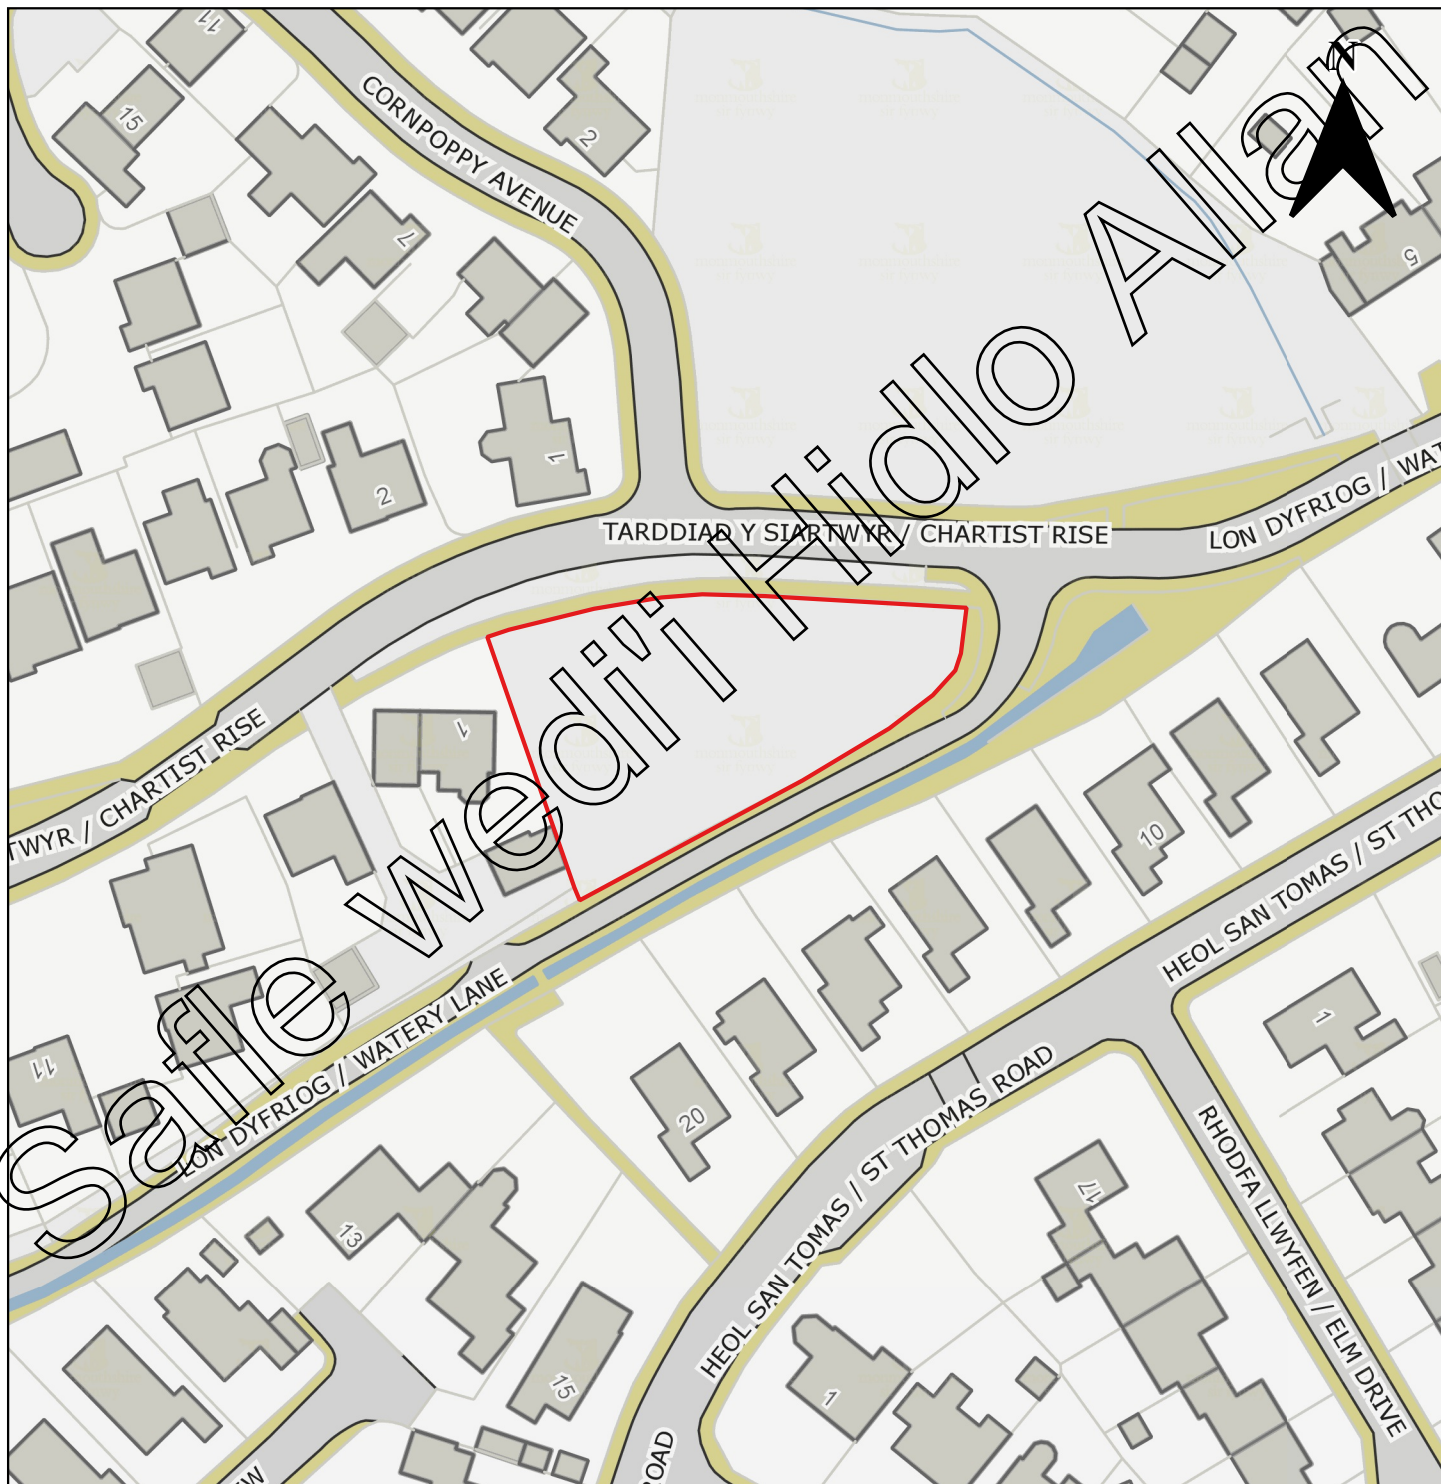 11
15
CORNPOPPY AVENUE
2
N
7
5
1
2
TARDDIAD Y SIARTWYR / CHARTIST RISE
LON DYFRIOG / WAT
Safle wedi'i Hidlo Allan
1
TWYR / CHARTIST RISE
10
HEOL SAN TOMAS / ST THO
LON DYFRIOG / WATERY LANE
11
1
20
HEOL SAN TOMAS / ST THOMAS ROAD
RHODFA LLWYFEN / ELM DRIVE
17
13
15
1
OAD
W